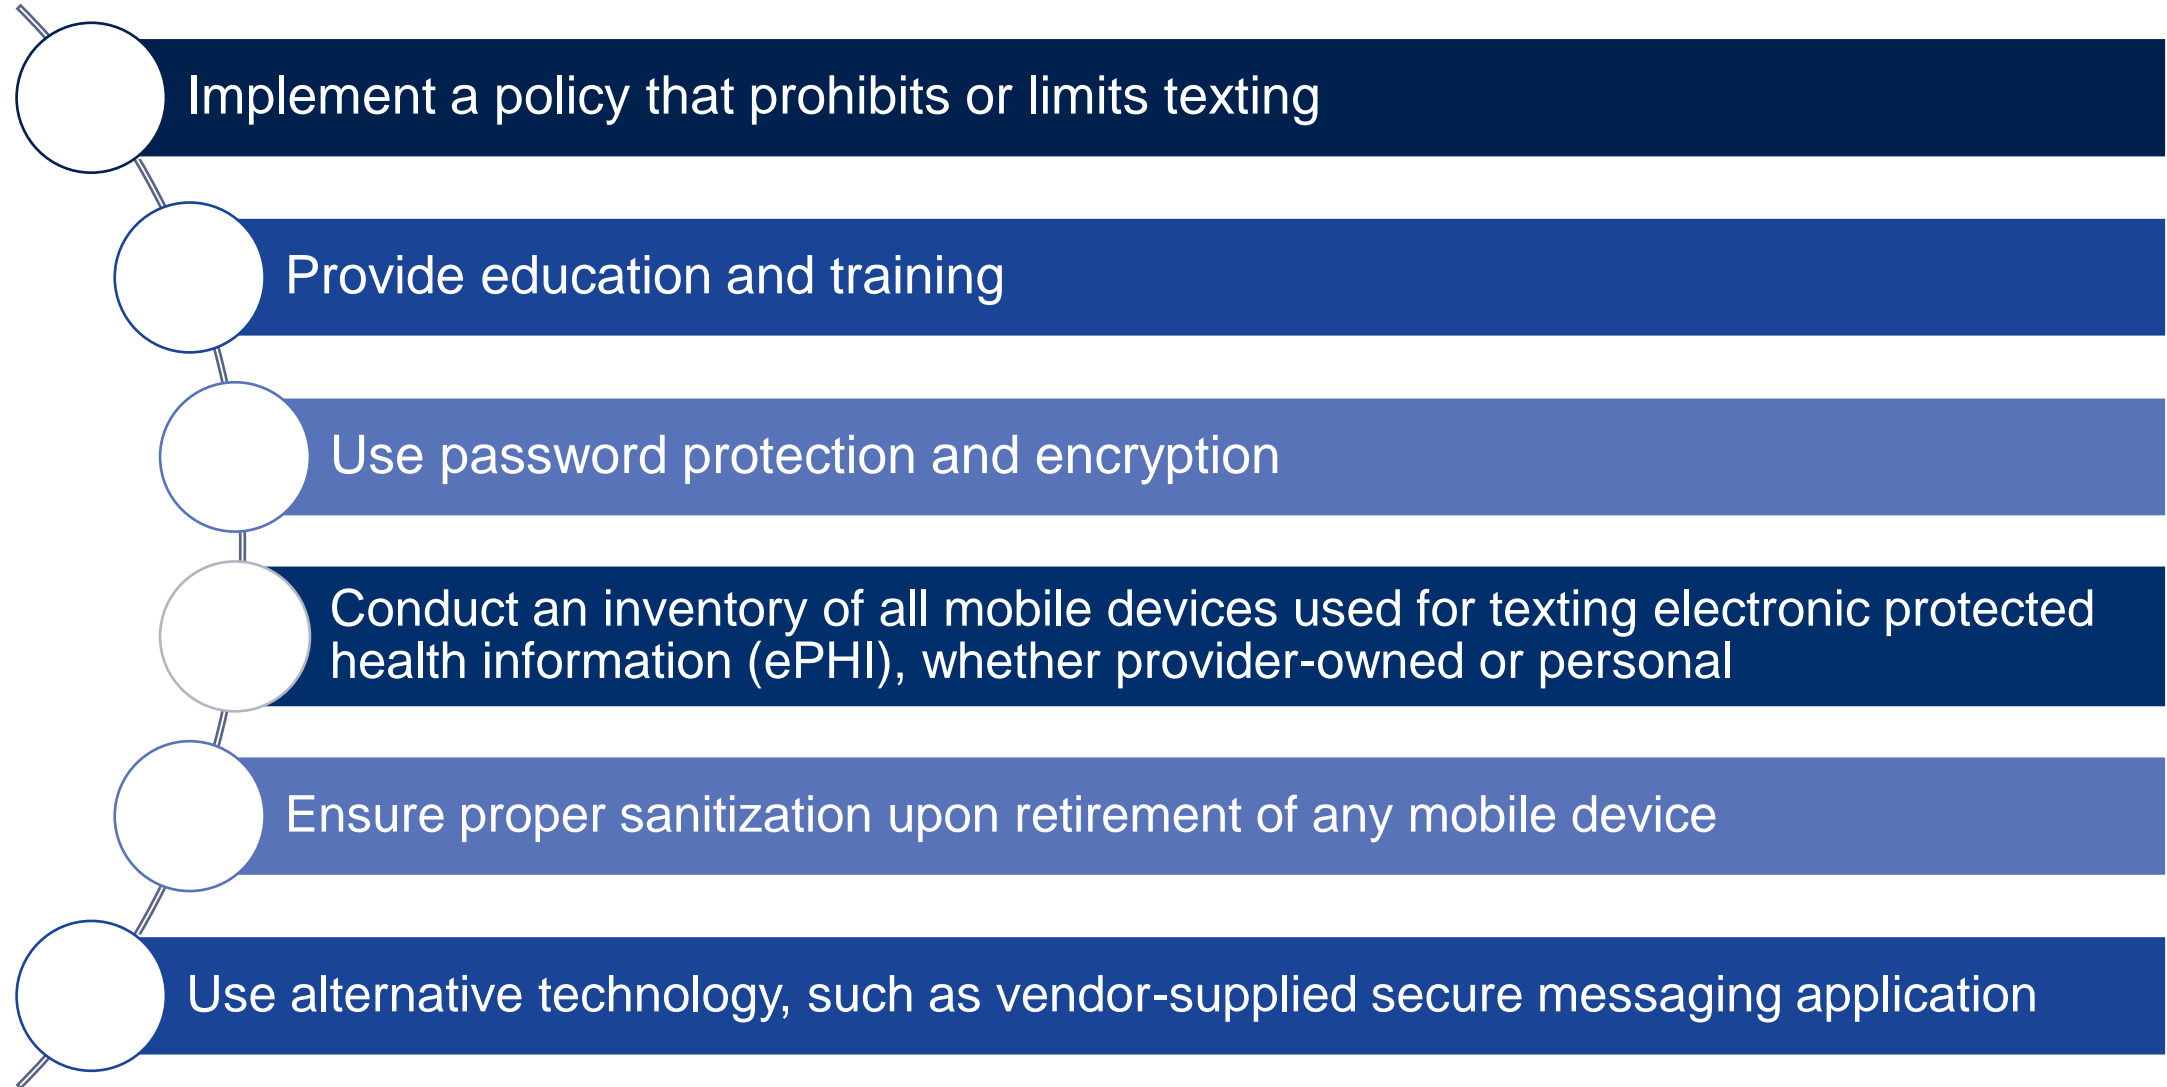 Implement a policy that prohibits or limits texting
Provide education and training
Use password protection and encryption
Conduct an inventory of all mobile devices used for texting electronic protected
health information (ePHI), whether provider-owned or personal
Ensure proper sanitization upon retirement of any mobile device
Use alternative technology, such as vendor-supplied secure messaging application